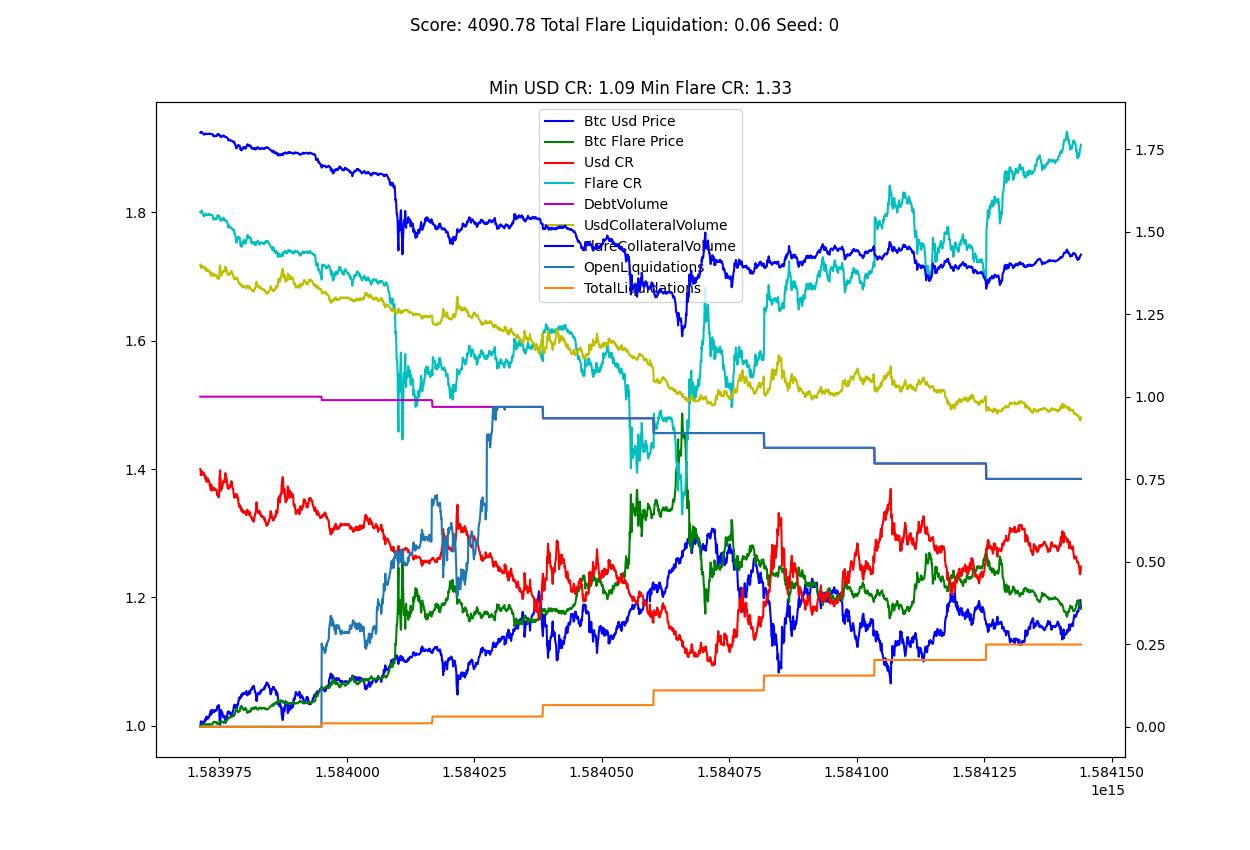 Score: 4090.78 Total Flare Liquidation: 0.06 Seed: 0
Min USD CR: 1.09 Min Flare CR: 1.33
Btc Usd Price
Btc Flare Price
Usd CR
Flare CR
DebtVolume
UsdCollateralVolume
FlareCollateralVolume
OpenLiquidations
TotalLiquidations
1.8
1.6
1.4
1.2
1.0
1.75
1.50
1.25
1.00
0.75
0.50
0.25
0.00
1.583975 1.584000 1.584025 1.584050 1.584075 1.584100 1.584125 1.584150
1e15